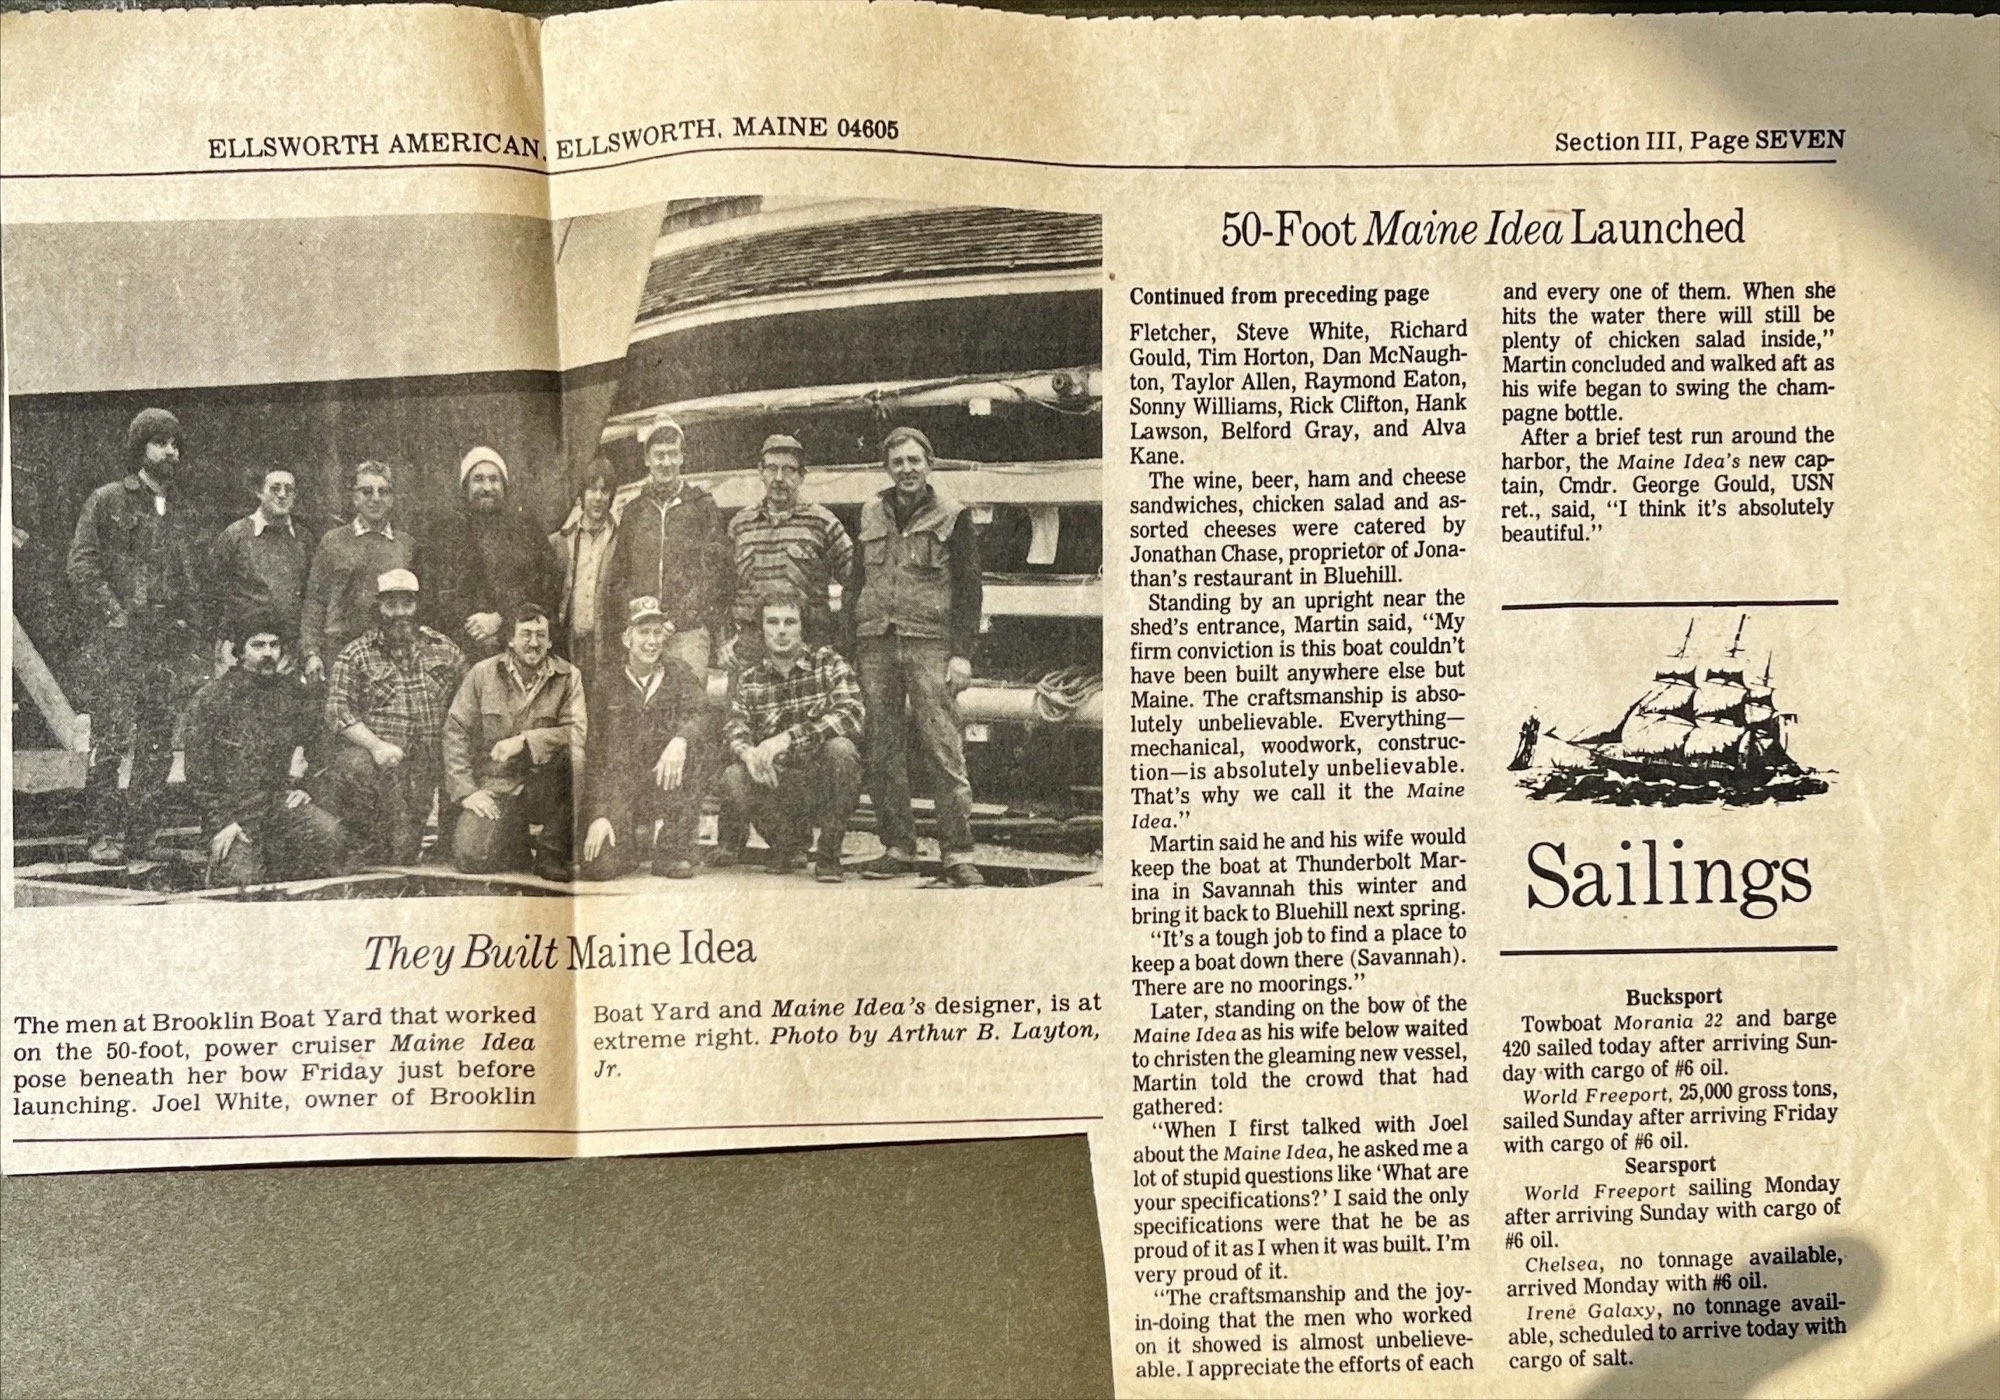 ELLSWORTH AMERICAN, ELLSWORTH, MAINE 04605
Section III, Page SEVEN
They Built Maine Idea
The men at Brooklin Boat Yard that worked
on the 50-foot, power cruiser Maine Idea
pose beneath her bow Friday just before
launching. Joel White, owner of Brooklin
Boat Yard and Maine Idea's designer, is at
extreme right. Photo by Arthur B. Layton,
Jr.
50-Foot Maine Idea Launched
Continued from preceding page
Fletcher, Steve White, Richard
Gould, Tim Horton, Dan McNaugh-
ton, Taylor Allen, Raymond Eaton,
Sonny Williams, Rick Clifton, Hank
Lawson, Belford Gray, and Alva
Kane.
The wine, beer, ham and cheese
sandwiches, chicken salad and as-
sorted cheeses were catered by
Jonathan Chase, proprietor of Jona-
than's restaurant in Bluehill.
Standing by an upright near the
shed's entrance, Martin said, "My
firm conviction is this boat couldn't
have been built anywhere else but
Maine. The craftsmanship is abso-
lutely unbelievable. Everything—
mechanical, woodwork, construc-
tion—is absolutely unbelievable.
That's why we call it the Maine
Idea."
Martin said he and his wife would
keep the boat at Thunderbolt Mar-
ina in Savannah this winter and
bring it back to Bluehill next spring.
"It's a tough job to find a place to
keep a boat down there (Savannah).
There are no moorings."
Later, standing on the bow of the
Maine Idea as his wife below waited
to christen the gleaming new vessel,
Martin told the crowd that had
gathered:
"When I first talked with Joel
about the Maine Idea, he asked me a
lot of stupid questions like 'What are
your specifications?' I said the only
specifications were that he be as
proud of it as I when it was built. I'm
very proud of it.
"The craftsmanship and the joy-
in-doing that the men who worked
on it showed is almost unbelieve-
able. I appreciate the efforts of each
and every one of them. When she
hits the water there will still be
plenty of chicken salad inside,"
Martin concluded and walked aft as
his wife began to swing the cham-
pagne bottle.
After a brief test run around the
harbor, the Maine Idea's new cap-
tain, Cmdr. George Gould, USN
ret., said, "I think it's absolutely
beautiful."
Sailings
Bucksport
Towboat Morania 22 and barge
420 sailed today after arriving Sun-
day with cargo of #6 oil.
World Freeport, 25,000 gross tons,
sailed Sunday after arriving Friday
with cargo of #6 oil.
Searsport
World Freeport sailing Monday
after arriving Sunday with cargo of
#6 oil.
Chelsea, no tonnage available,
arrived Monday with #6 oil.
Irene Galaxy, no tonnage avail-
able, scheduled to arrive today with
cargo of salt.